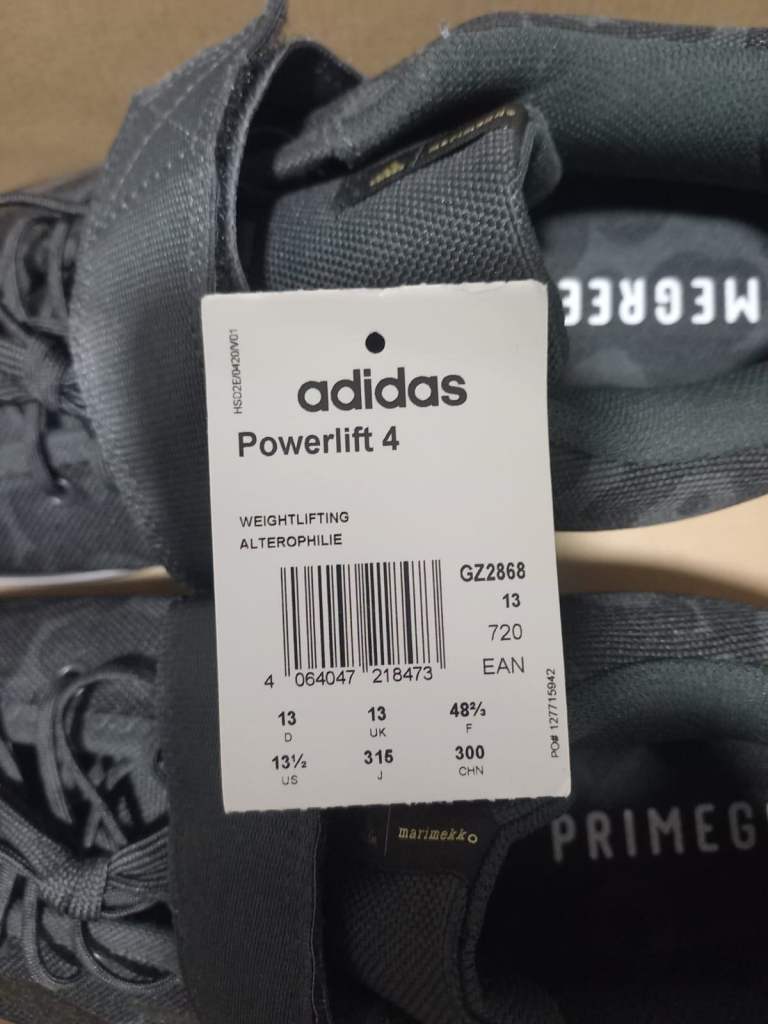 marimekko
MEGREE
HSD2E/0420/V01
adidas
Powerlift 4
WEIGHTLIFTING
ALTEROPHILIE
GZ2868
13
720
EAN
4 064047 218473
13 13 48⅔
D UK F
13½ 315 300
US J CHN
PO# 127715942
marimekko
PRIMEG